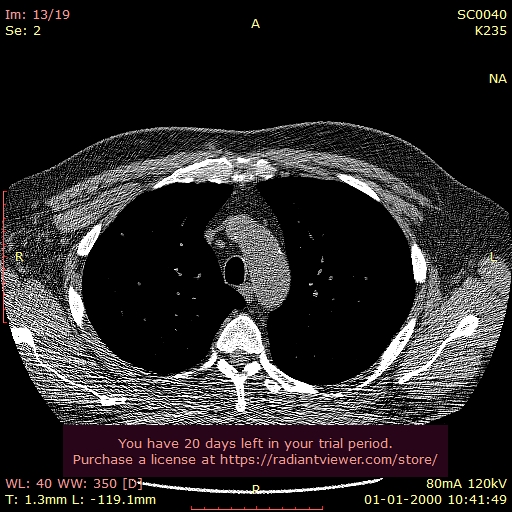 Im: 13/19
Se: 2
A
SC0040
K235
NA
R
L
You have 20 days left in your trial period.
Purchase a license at https://radiantviewer.com/store/
WL: 40 WW: 350 [D]
T: 1.3mm L: -119.1mm
P
80mA 120kV
01-01-2000 10:41:49